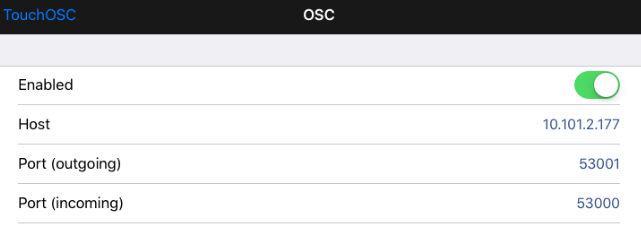 TouchOSC OSC
Enabled
Host 10.101.2.177
Port (outgoing) 53001
Port (incoming) 53000